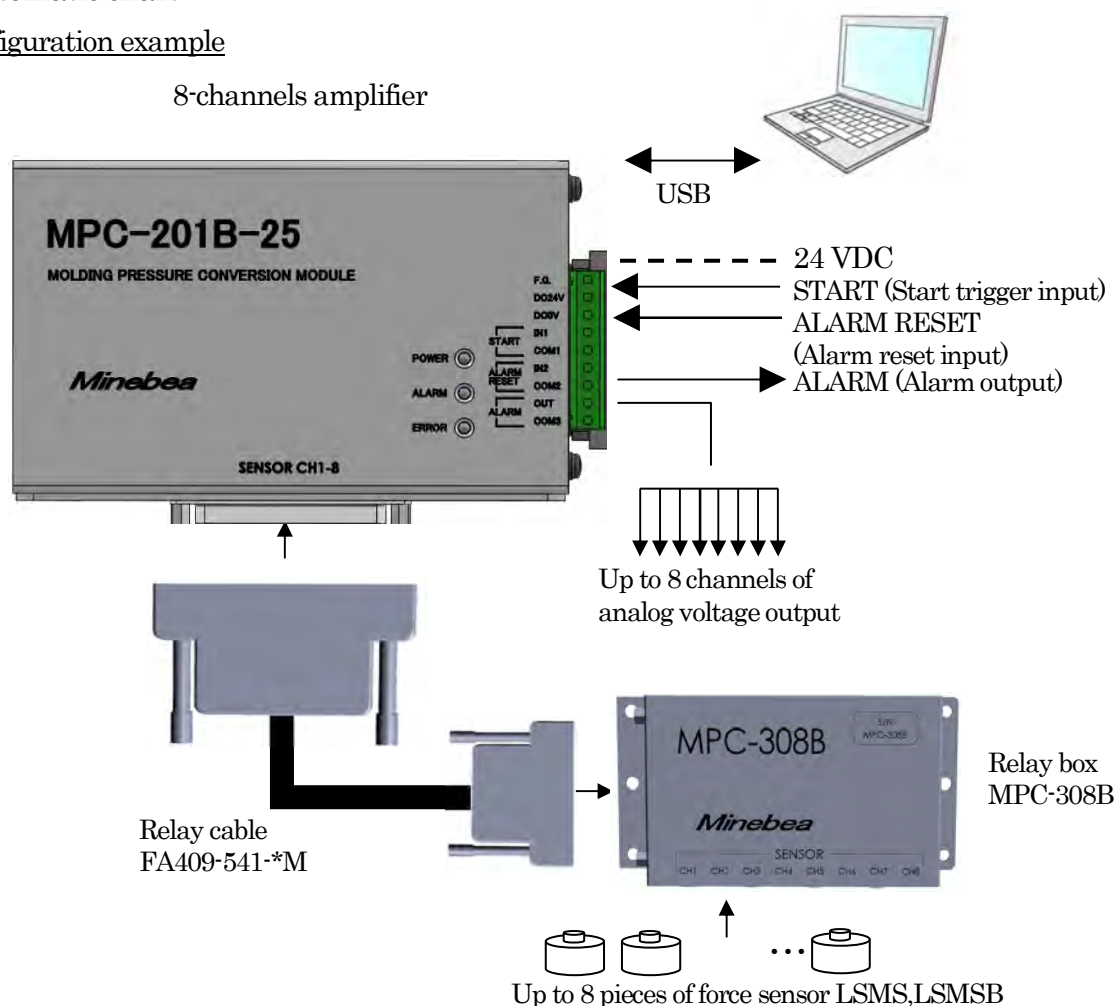 figuration example
8-channels amplifier
USB
MPC-201B-25
MOLDING PRESSURE CONVERSION MODULE
24 VDC
START (Start trigger input)
ALARM RESET
(Alarm reset input)
ALARM (Alarm output)
F.G.
DC24V
DC0V
IN1
START
COM1
IN2
ALARM
RESET
COM2
OUT
ALARM
COM3
POWER
ALARM
ERROR
Minebea
SENSOR CH1-8
Up to 8 channels of
analog voltage output
Relay cable
FA409-541-*M
MPC-308B
S/N
MPC-308B
Minebea
SENSOR
CH1 CH2 CH3 CH4 CH5 CH6 CH7 CH8
Relay box
MPC-308B
Up to 8 pieces of force sensor LSMS,LSMSB